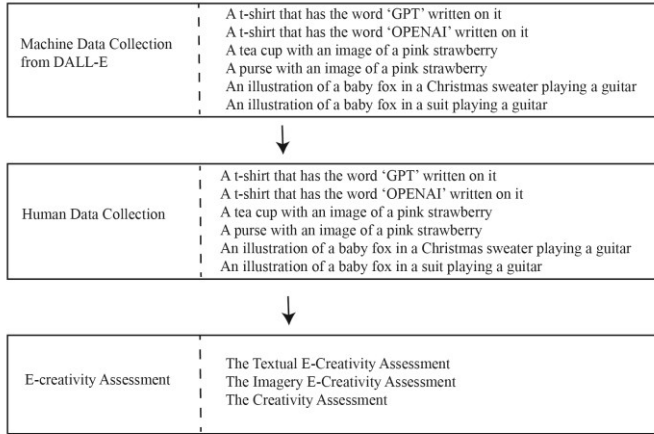 Machine Data Collection
from DALL-E
A t-shirt that has the word ‘GPT’ written on it
A t-shirt that has the word ‘OPENAI’ written on it
A tea cup with an image of a pink strawberry
A purse with an image of a pink strawberry
An illustration of a baby fox in a Christmas sweater playing a guitar
An illustration of a baby fox in a suit playing a guitar
Human Data Collection
A t-shirt that has the word ‘GPT’ written on it
A t-shirt that has the word ‘OPENAI’ written on it
A tea cup with an image of a pink strawberry
A purse with an image of a pink strawberry
An illustration of a baby fox in a Christmas sweater playing a guitar
An illustration of a baby fox in a suit playing a guitar
E-creativity Assessment
The Textual E-Creativity Assessment
The Imagery E-Creativity Assessment
The Creativity Assessment